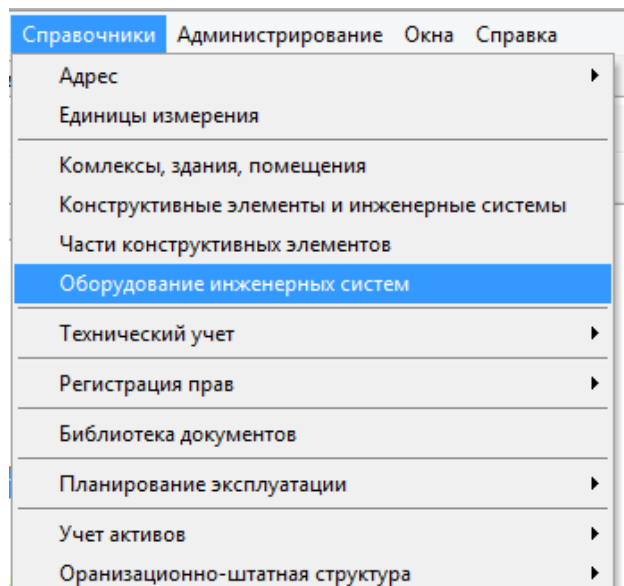 Справочники Администрирование Окна Справка
Адрес
Единицы измерения
Комлексы, здания, помещения
Конструктивные элементы и инженерные системы
Части конструктивных элементов
Оборудование инженерных систем
Технический учет
Регистрация прав
Библиотека документов
Планирование эксплуатации
Учет активов
Оранизационно-штатная структура